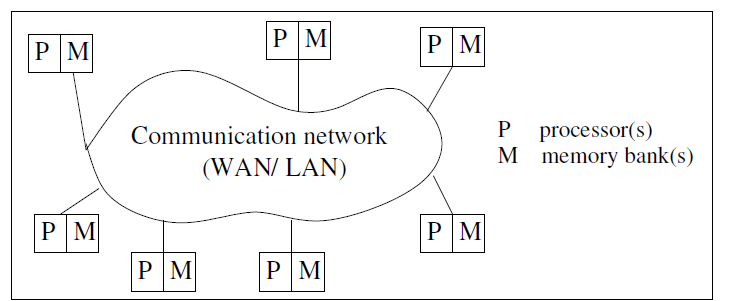 P M
P M
P M
Communication network
(WAN/ LAN)
P processor(s)
M memory bank(s)
P M
P M
P M
P M